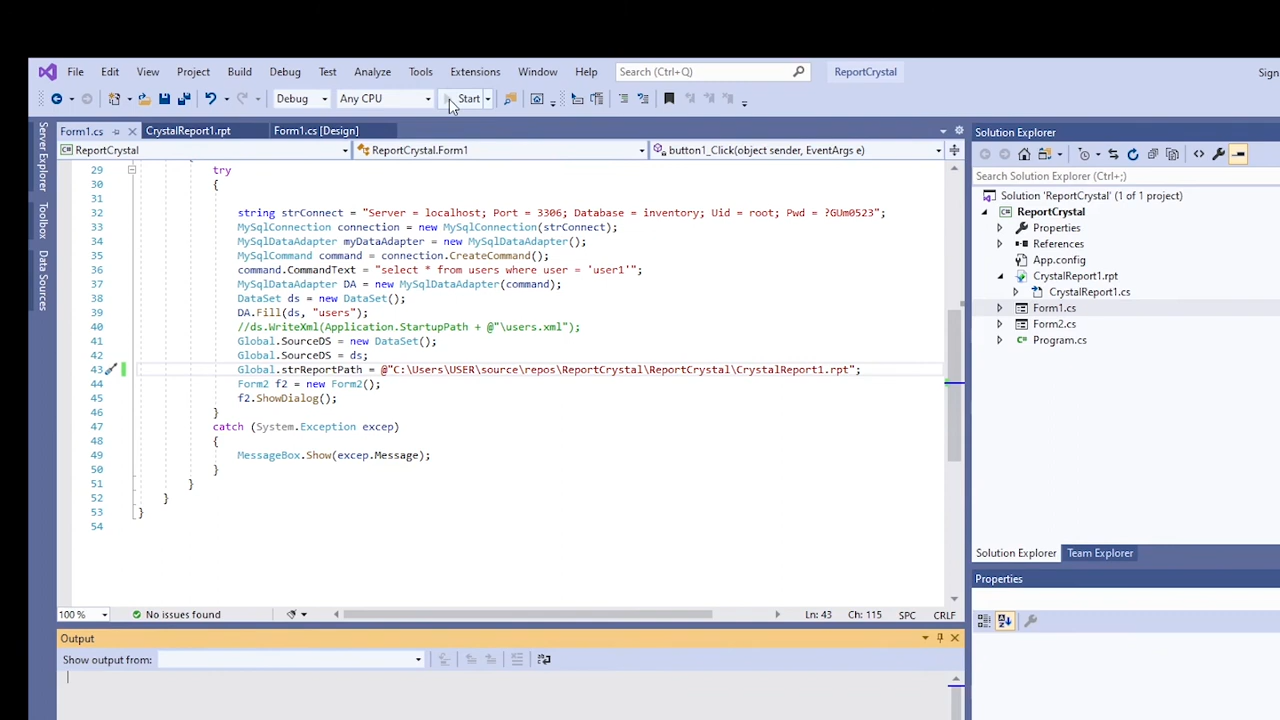 File Edit View Project Build Debug Test Analyze Tools Extensions Window Help Search (Ctrl+Q) ReportCrystal Sign
Debug Any CPU Start
Form1.cs CrystalReport1.rpt Form1.cs [Design]
ReportCrystal ReportCrystal.Form1 button1_Click(object sender, EventArgs e)
Server Explorer
Toolbox
Data Sources
29 try
30 {
31
32 string strConnect = "Server = localhost; Port = 3306; Database = inventory; Uid = root; Pwd = ?GUm0523";
33 MySqlConnection connection = new MySqlConnection(strConnect);
34 MySqlDataAdapter myDataAdapter = new MySqlDataAdapter();
35 MySqlCommand command = connection.CreateCommand();
36 command.CommandText = "select * from users where user = 'user1'";
37 MySqlDataAdapter DA = new MySqlDataAdapter(command);
38 DataSet ds = new DataSet();
39 DA.Fill(ds, "users");
40 //ds.WriteXml(Application.StartupPath + @"\users.xml");
41 Global.SourceDS = new DataSet();
42 Global.SourceDS = ds;
43 Global.strReportPath = @"C:\Users\USER\source\repos\ReportCrystal\ReportCrystal\CrystalReport1.rpt";
44 Form2 f2 = new Form2();
45 f2.ShowDialog();
46 }
47 catch (System.Exception excep)
48 {
49 MessageBox.Show(excep.Message);
50 }
51 }
52 }
53 }
54
100 % No issues found Ln: 43 Ch: 115 SPC CRLF
Output
Show output from:
Solution Explorer
Search Solution Explorer (Ctrl+;)
Solution 'ReportCrystal' (1 of 1 project)
ReportCrystal
Properties
References
App.config
CrystalReport1.rpt
CrystalReport1.cs
Form1.cs
Form2.cs
Program.cs
Solution Explorer Team Explorer
Properties